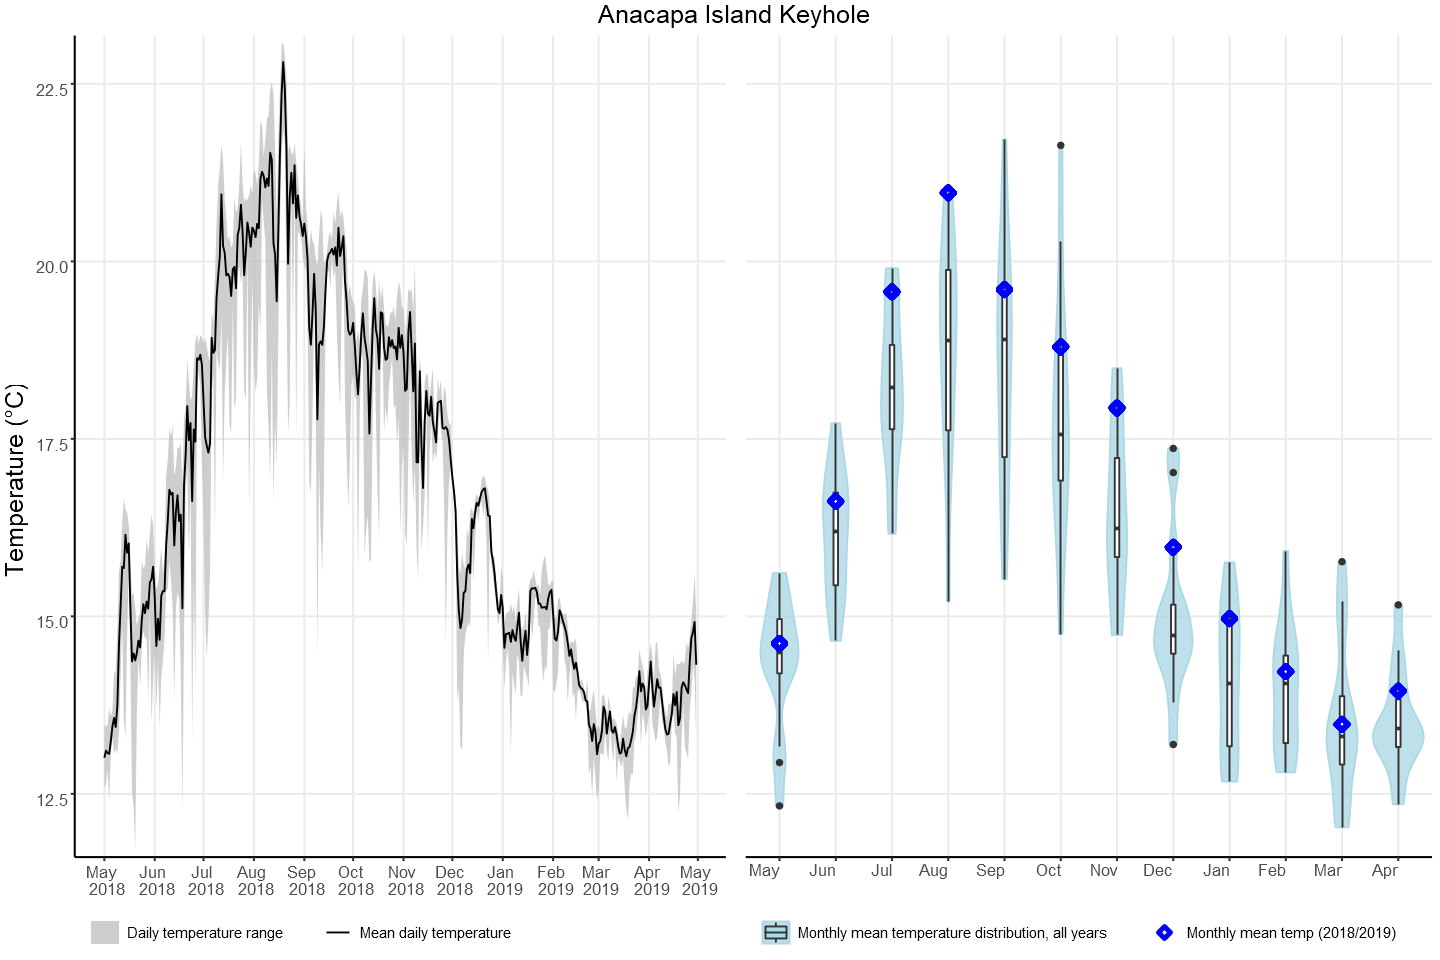 Anacapa Island Keyhole
Temperature (°C)
22.5
20.0
17.5
15.0
12.5
May Jun Jul Aug Sep Oct Nov Dec Jan Feb Mar Apr May
2018 2018 2018 2018 2018 2018 2018 2018 2019 2019 2019 2019 2019
May Jun Jul Aug Sep Oct Nov Dec Jan Feb Mar Apr
Daily temperature range Mean daily temperature
Monthly mean temperature distribution, all years Monthly mean temp (2018/2019)